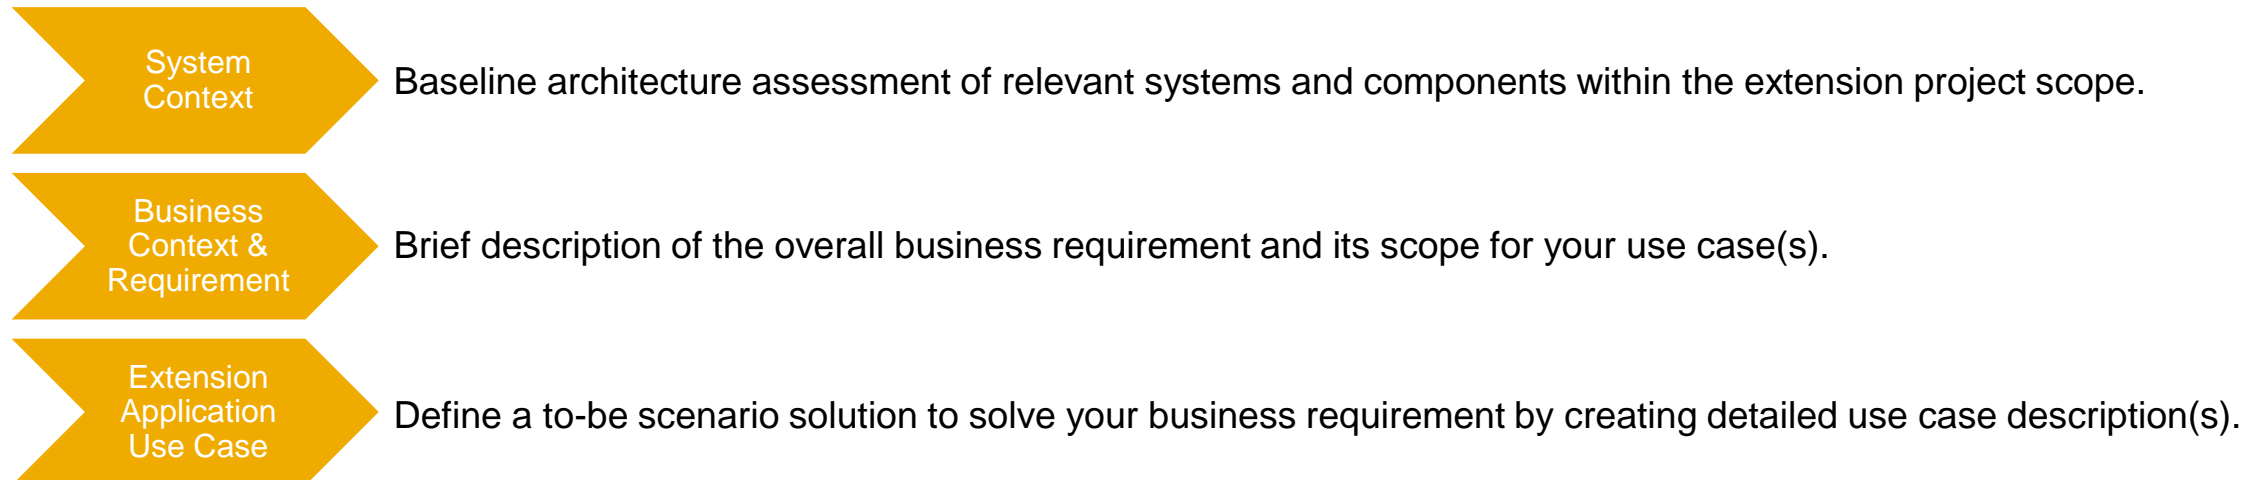 System
Context
Baseline architecture assessment of relevant systems and components within the extension project scope.
Business
Context &
Requirement
Brief description of the overall business requirement and its scope for your use case(s).
Extension
Application
Use Case
Define a to-be scenario solution to solve your business requirement by creating detailed use case description(s).